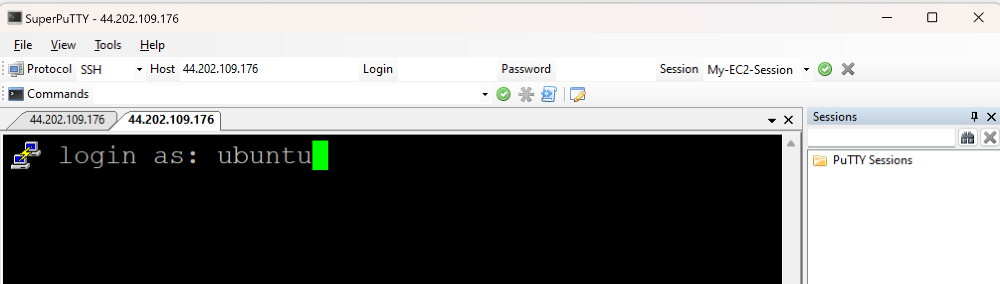 SuperPuTTY - 44.202.109.176
File View Tools Help
Protocol SSH Host 44.202.109.176 Login Password Session My-EC2-Session
Commands
44.202.109.176 44.202.109.176
Sessions
login as: ubuntu
PuTTY Sessions